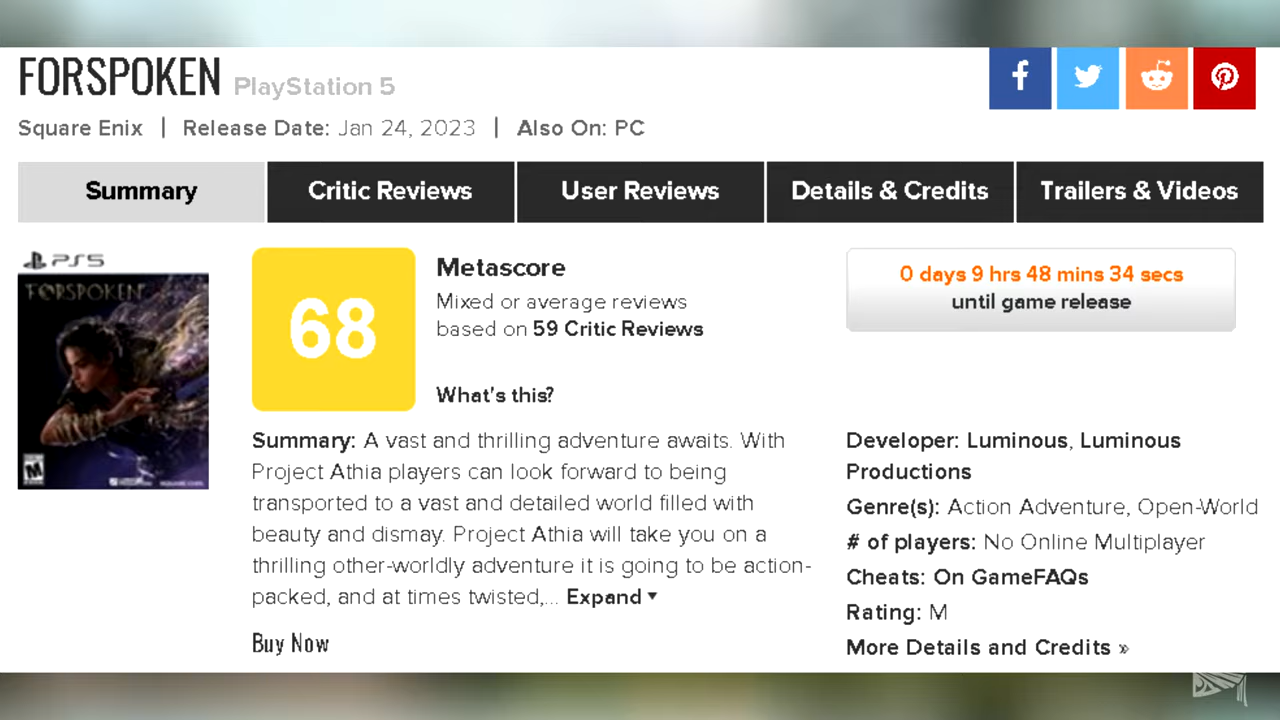 FORSPOKEN PlayStation 5
Square Enix | Release Date: Jan 24, 2023 | Also On: PC
Summary Critic Reviews User Reviews Details & Credits Trailers & Videos
PS5
FORSPOKEN
M
68
Metascore
Mixed or average reviews
based on 59 Critic Reviews
What's this?
0 days 9 hrs 48 mins 34 secs
until game release
Summary: A vast and thrilling adventure awaits. With
Project Athia players can look forward to being
transported to a vast and detailed world filled with
beauty and dismay. Project Athia will take you on a
thrilling other-worldly adventure it is going to be action-
packed, and at times twisted,... Expand ▼
Buy Now
Developer: Luminous, Luminous
Productions
Genre(s): Action Adventure, Open-World
# of players: No Online Multiplayer
Cheats: On GameFAQs
Rating: M
More Details and Credits »